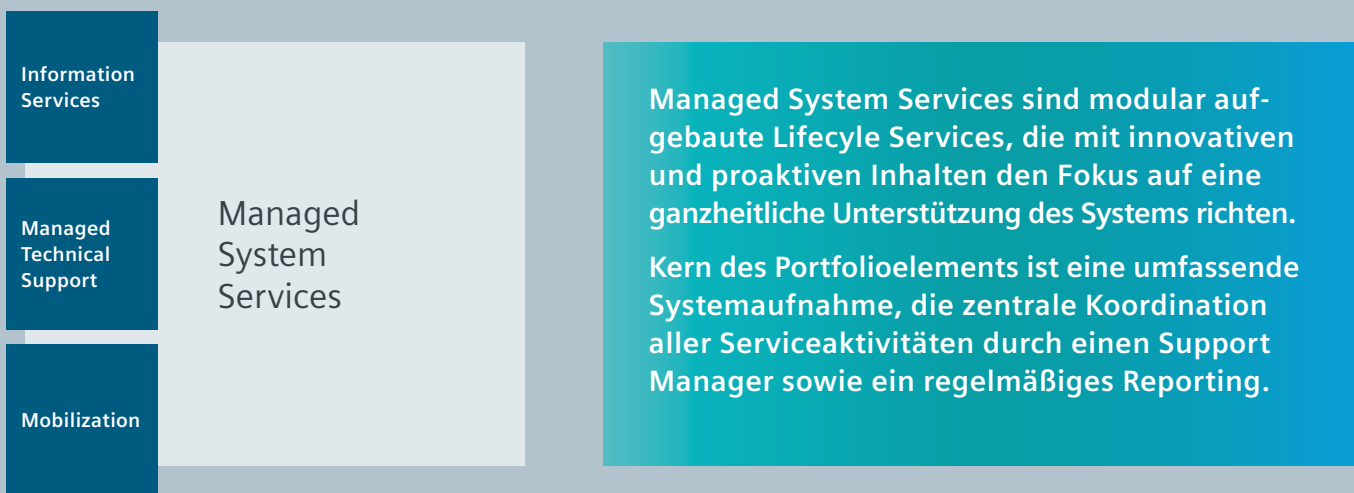 Information
Services
Managed
Technical
Support
Mobilization
Managed
System
Services
Managed System Services sind modular auf-
gebaute Lifecyle Services, die mit innovativen
und proaktiven Inhalten den Fokus auf eine
ganzheitliche Unterstützung des Systems richten.
Kern des Portfolioelements ist eine umfassende
Systemaufnahme, die zentrale Koordination
aller Serviceaktivitäten durch einen Support
Manager sowie ein regelmäßiges Reporting.